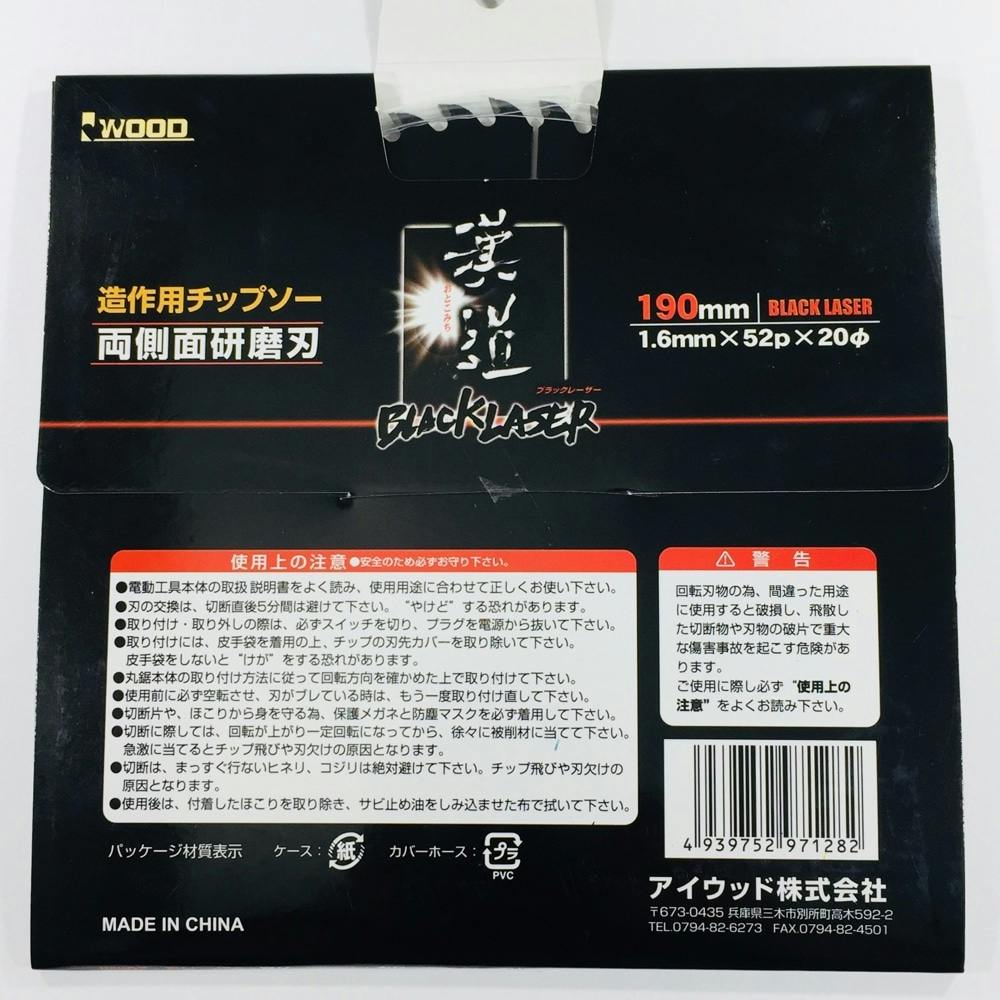 WOOD
造作用チップソー
両側面研磨刃
漢道
おとこみち
ブラックレーザー
BLACK LASER
190mm BLACK LASER
1.6mm×52p×20φ
使用上の注意●安全のため必ずお守り下さい。
●電動工具本体の取扱説明書をよく読み、使用用途に合わせて正しくお使い下さい。
●刃の交換は、切断直後5分間は避けて下さい。“やけど”する恐れがあります。
●取り付け・取り外しの際は、必ずスイッチを切り、プラグを電源から抜いて下さい。
●取り付けには、皮手袋を着用の上、チップの刃先カバーを取り除いて下さい。
皮手袋をしないと“けが”をする恐れがあります。
●丸鋸本体の取り付け方法に従って回転方向を確かめた上で取り付けて下さい。
●使用前に必ず空転させ、刃がブレている時は、もう一度取り付け直して下さい。
●切断片や、ほこりから身を守る為、保護メガネと防塵マスクを必ず着用して下さい。
●切断に際しては、回転が上がり一定回転になってから、徐々に被削材に当てて下さい。
急激に当てるとチップ飛びや刃欠けの原因となります。
●切断は、まっすぐ行ないヒネリ、コジリは絶対避けて下さい。チップ飛びや刃欠けの
原因となります。
●使用後は、付着したほこりを取り除き、サビ止め油をしみ込ませた布で拭いて下さい。
⚠ 警告
回転刃物の為、間違った用途
に使用すると破損し、飛散し
た切断物や刃物の破片で重大
な傷害事故を起こす危険があ
ります。
ご使用に際し必ず“使用上の
注意”をよくお読み下さい。
4 939752 971282
パッケージ材質表示 ケース:紙 カバーホース:プラ
PVC
アイウッド株式会社
〒673-0435 兵庫県三木市別所町高木592-2
TEL.0794-82-6273 FAX.0794-82-4501
MADE IN CHINA